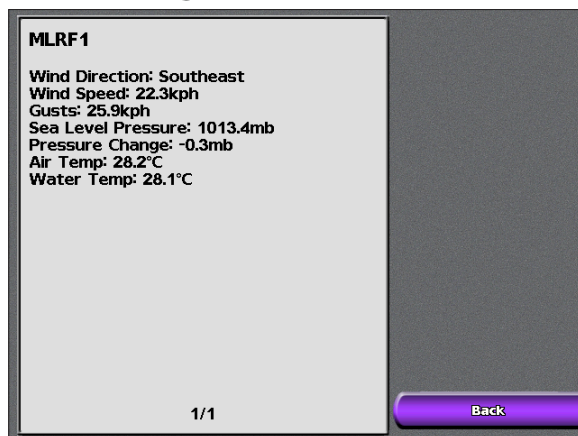 MLRF1
Wind Direction: Southeast
Wind Speed: 22.3kph
Gusts: 25.9kph
Sea Level Pressure: 1013.4mb
Pressure Change: -0.3mb
Air Temp: 28.2°C
Water Temp: 28.1°C
1/1
Back